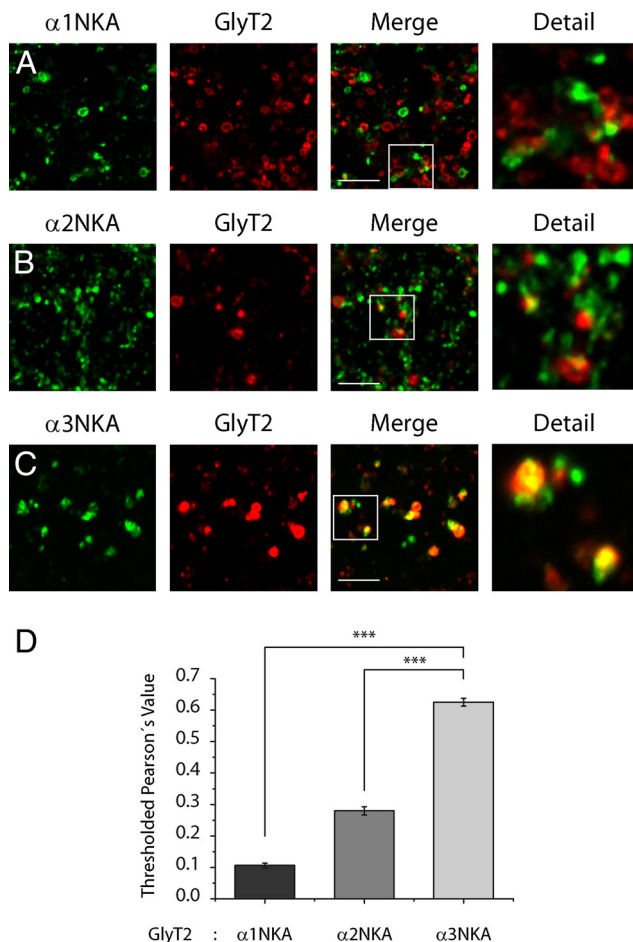 α1NKA GlyT2 Merge Detail
A
α2NKA GlyT2 Merge Detail
B
α3NKA GlyT2 Merge Detail
C
D
***
***
Thresholded Pearson´s Value
0.7
0.6
0.5
0.4
0.3
0.2
0.1
0.0
GlyT2 : α1NKA α2NKA α3NKA